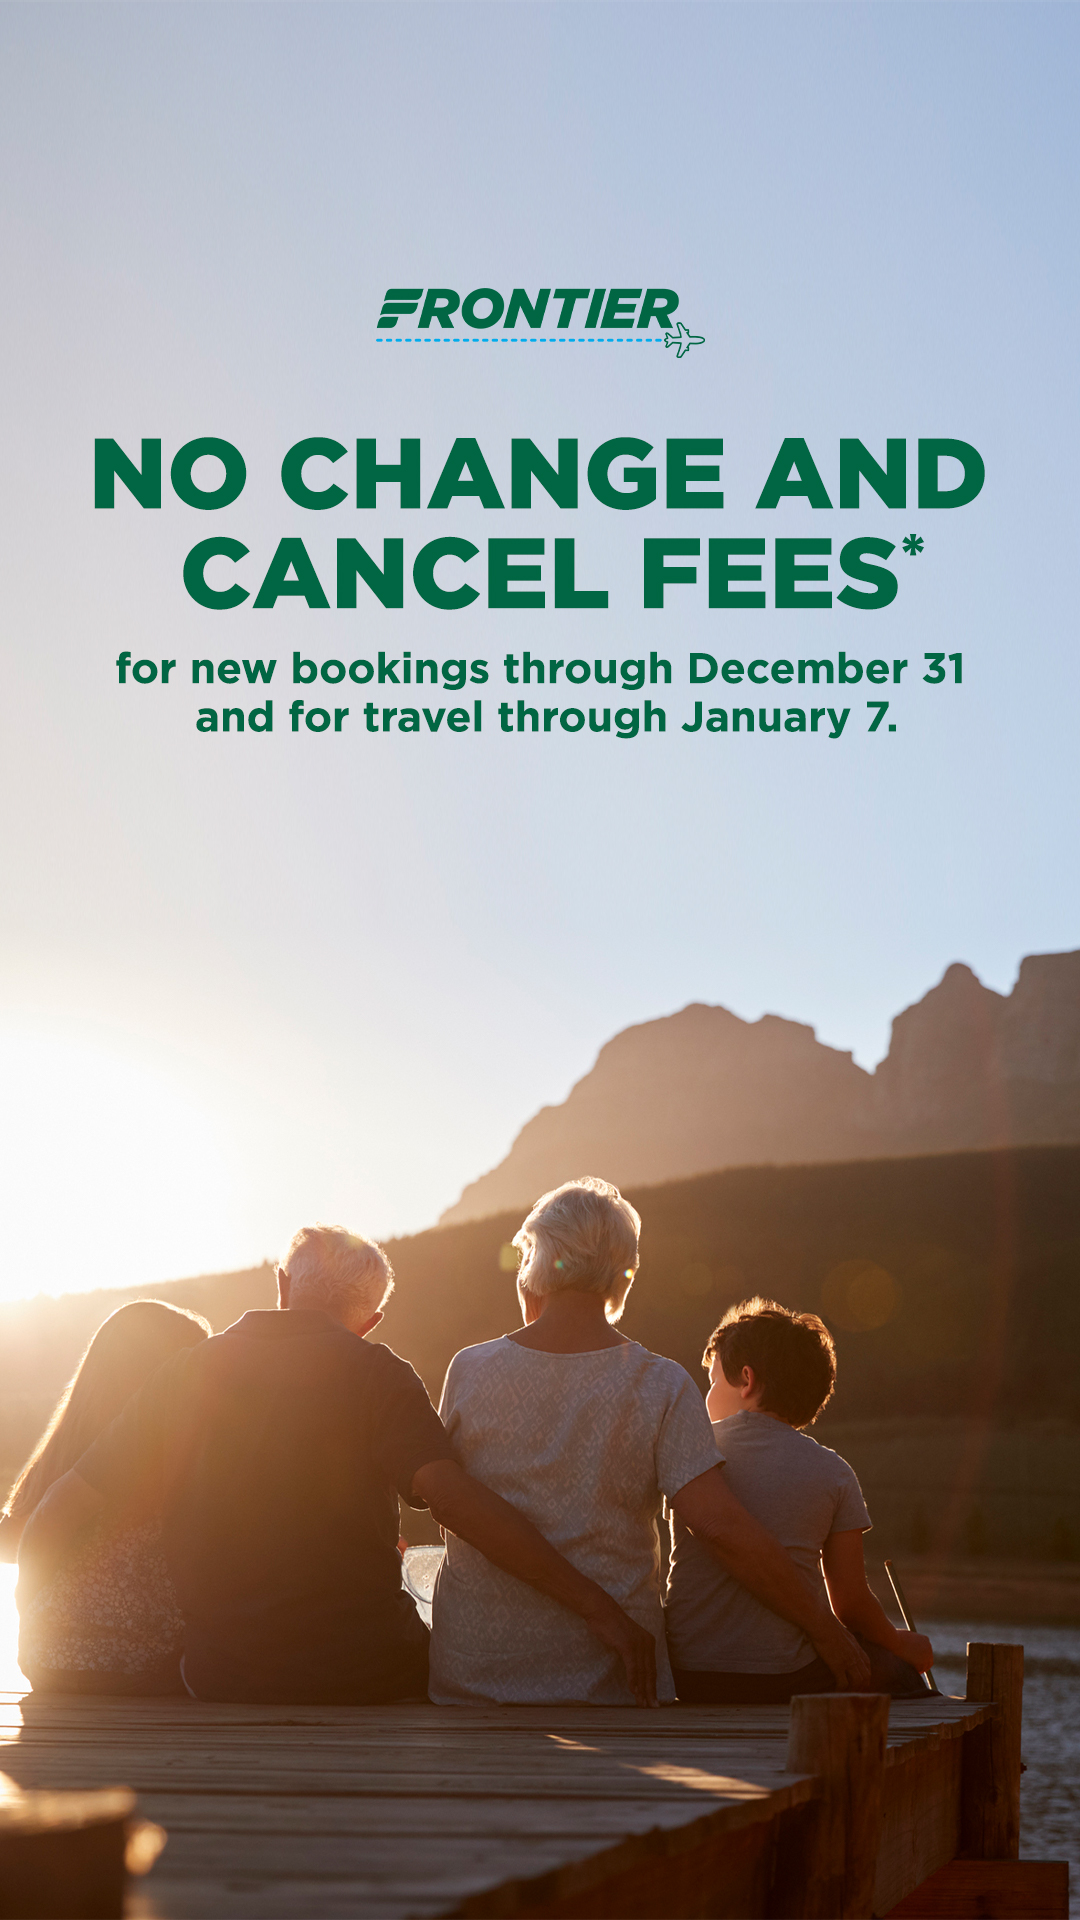 FRONTIER
NO CHANGE AND
CANCEL FEES*
for new bookings through December 31
and for travel through January 7.